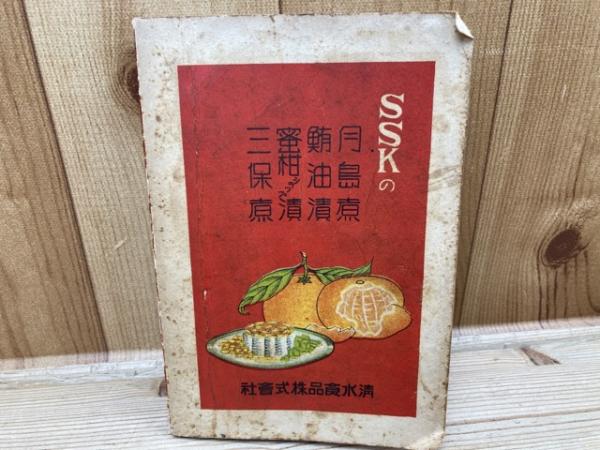 SSKの
月島煮
鮪油漬
蜜柑漬
三保煮
清水食品株式會社